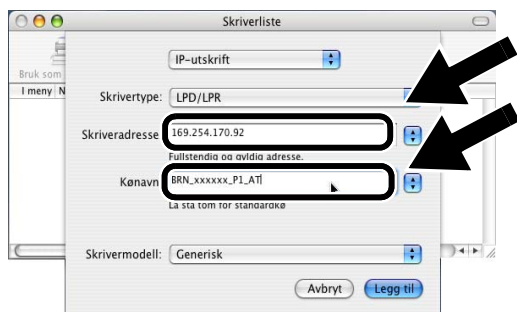 Skriverliste
IP-utskrift
Bruk som
I meny N
Skrivertype: LPD/LPR
Skriveradresse 169.254.170.92
Fullstendig og gyldig adresse.
Kønavn BRN_xxxxxx_P1_AT
La stå tom for standardkø
Skrivermodell: Generisk
Avbryt Legg til